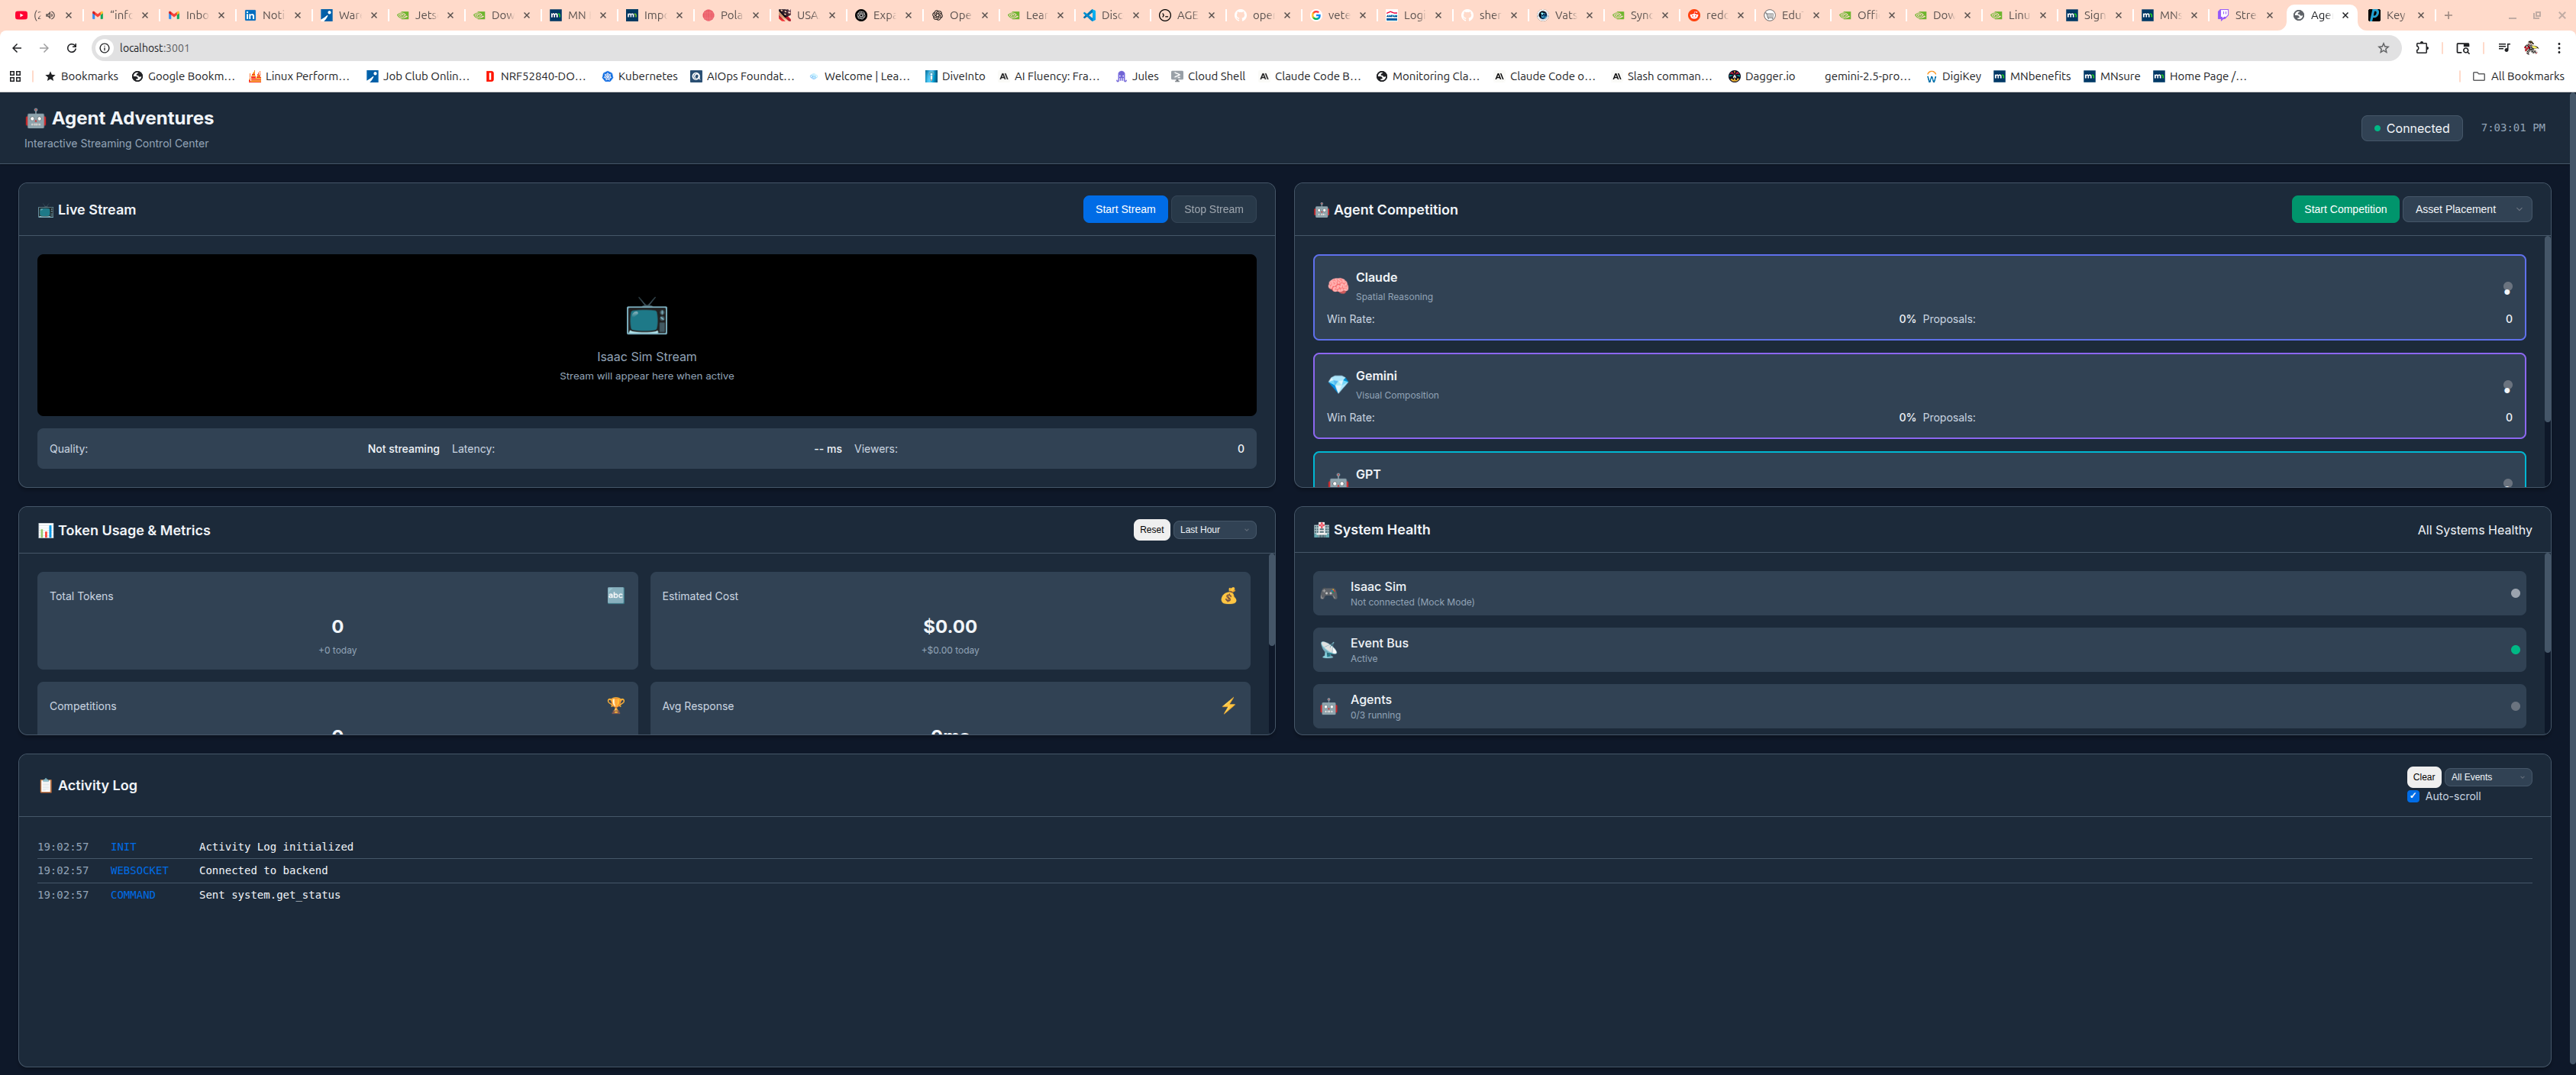 (2
"info
Inbo
Noti
War
Jets
Dow
MN
Impo
Pola
USA
Expa
Ope
Lear
Disc
AGE
ope
vete
Logi
sher
Vats
Sync
redd
Edu
Offi
Dow
Linu
Sign
MNs
Stre
Age
Key
localhost:3001
Bookmarks
Google Bookm...
Linux Perform...
Job Club Onlin...
NRF52840-DO...
Kubernetes
AIOps Foundat...
Welcome | Lea...
DiveInto
AI Fluency: Fra...
Jules
Cloud Shell
Claude Code B...
Monitoring Cla...
Claude Code o...
Slash comman...
Dagger.io
gemini-2.5-pro...
DigiKey
MNbenefits
MNsure
Home Page /...
All Bookmarks
Agent Adventures
Interactive Streaming Control Center
Connected
7:03:01 PM
Live Stream
Start Stream
Stop Stream
Isaac Sim Stream
Stream will appear here when active
Quality: Not streaming Latency: -- ms Viewers: 0
Agent Competition
Start Competition
Asset Placement
Claude
Spatial Reasoning
Win Rate: 0% Proposals: 0
Gemini
Visual Composition
Win Rate: 0% Proposals: 0
GPT
Token Usage & Metrics
Reset
Last Hour
Total Tokens
abc
0
+0 today
Estimated Cost
$0.00
+$0.00 today
Competitions
Avg Response
System Health
All Systems Healthy
Isaac Sim
Not connected (Mock Mode)
Event Bus
Active
Agents
0/3 running
Activity Log
Clear
All Events
Auto-scroll
19:02:57 INIT Activity Log initialized
19:02:57 WEBSOCKET Connected to backend
19:02:57 COMMAND Sent system.get_status